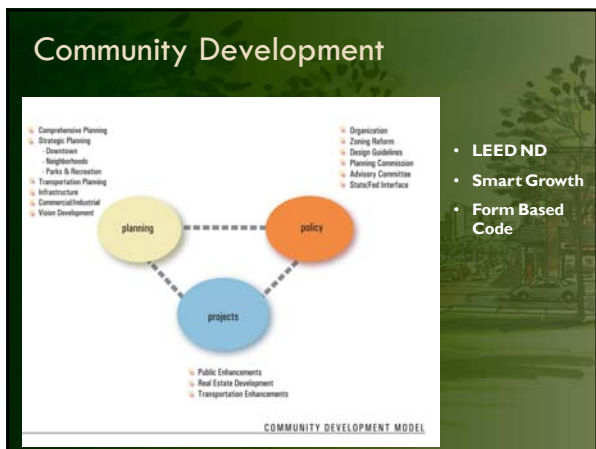 Community Development
Comprehensive Planning
Strategic Planning
- Downtown
- Neighborhoods
- Parks & Recreation
Transportation Planning
Infrastructure
Commercial/Industrial
Vision Development
Organization
Zoning Reform
Design Guidelines
Planning Commission
Advisory Committee
State/Fed Interface
planning
policy
projects
Public Enhancements
Real Estate Development
Transportation Enhancements
COMMUNITY DEVELOPMENT MODEL
• LEED ND
• Smart Growth
• Form Based
Code